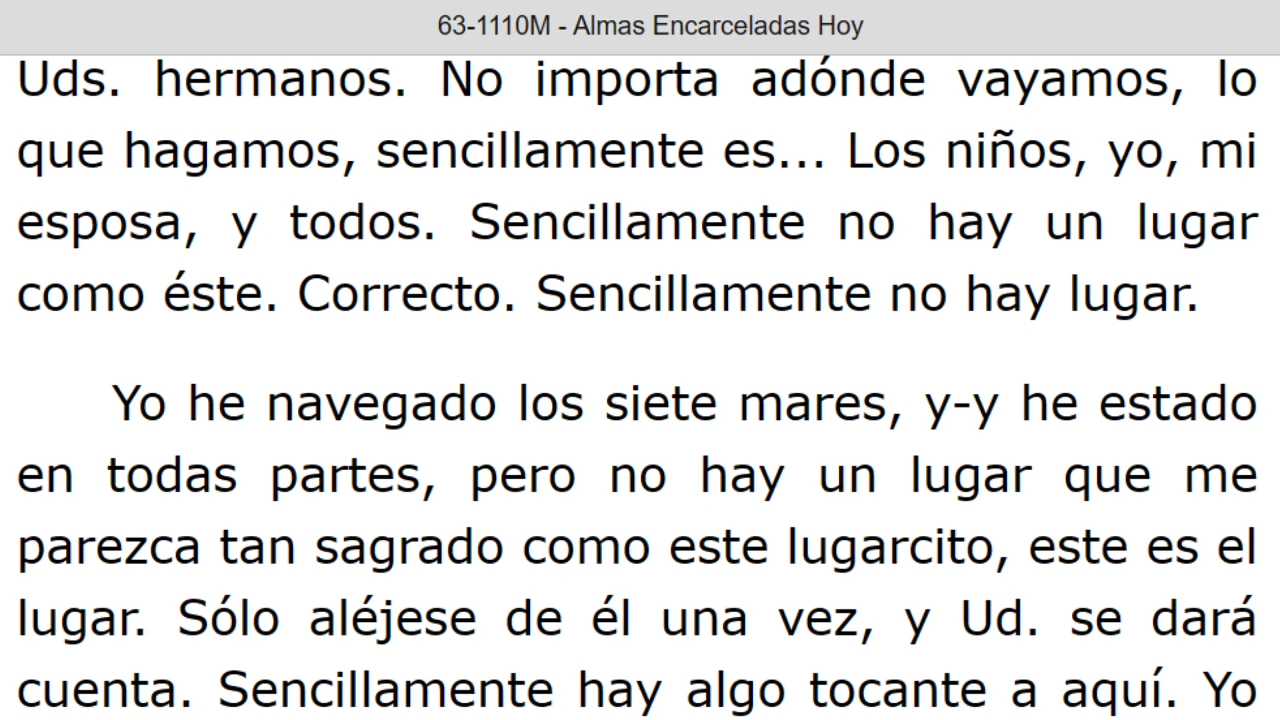 63-1110M - Almas Encarceladas Hoy
Uds. hermanos. No importa adónde vayamos, lo
que hagamos, sencillamente es... Los niños, yo, mi
esposa, y todos. Sencillamente no hay un lugar
como éste. Correcto. Sencillamente no hay lugar.
Yo he navegado los siete mares, y-y he estado
en todas partes, pero no hay un lugar que me
parezca tan sagrado como este lugarcito, este es el
lugar. Sólo aléjese de él una vez, y Ud. se dará
cuenta. Sencillamente hay algo tocante a aquí. Yo